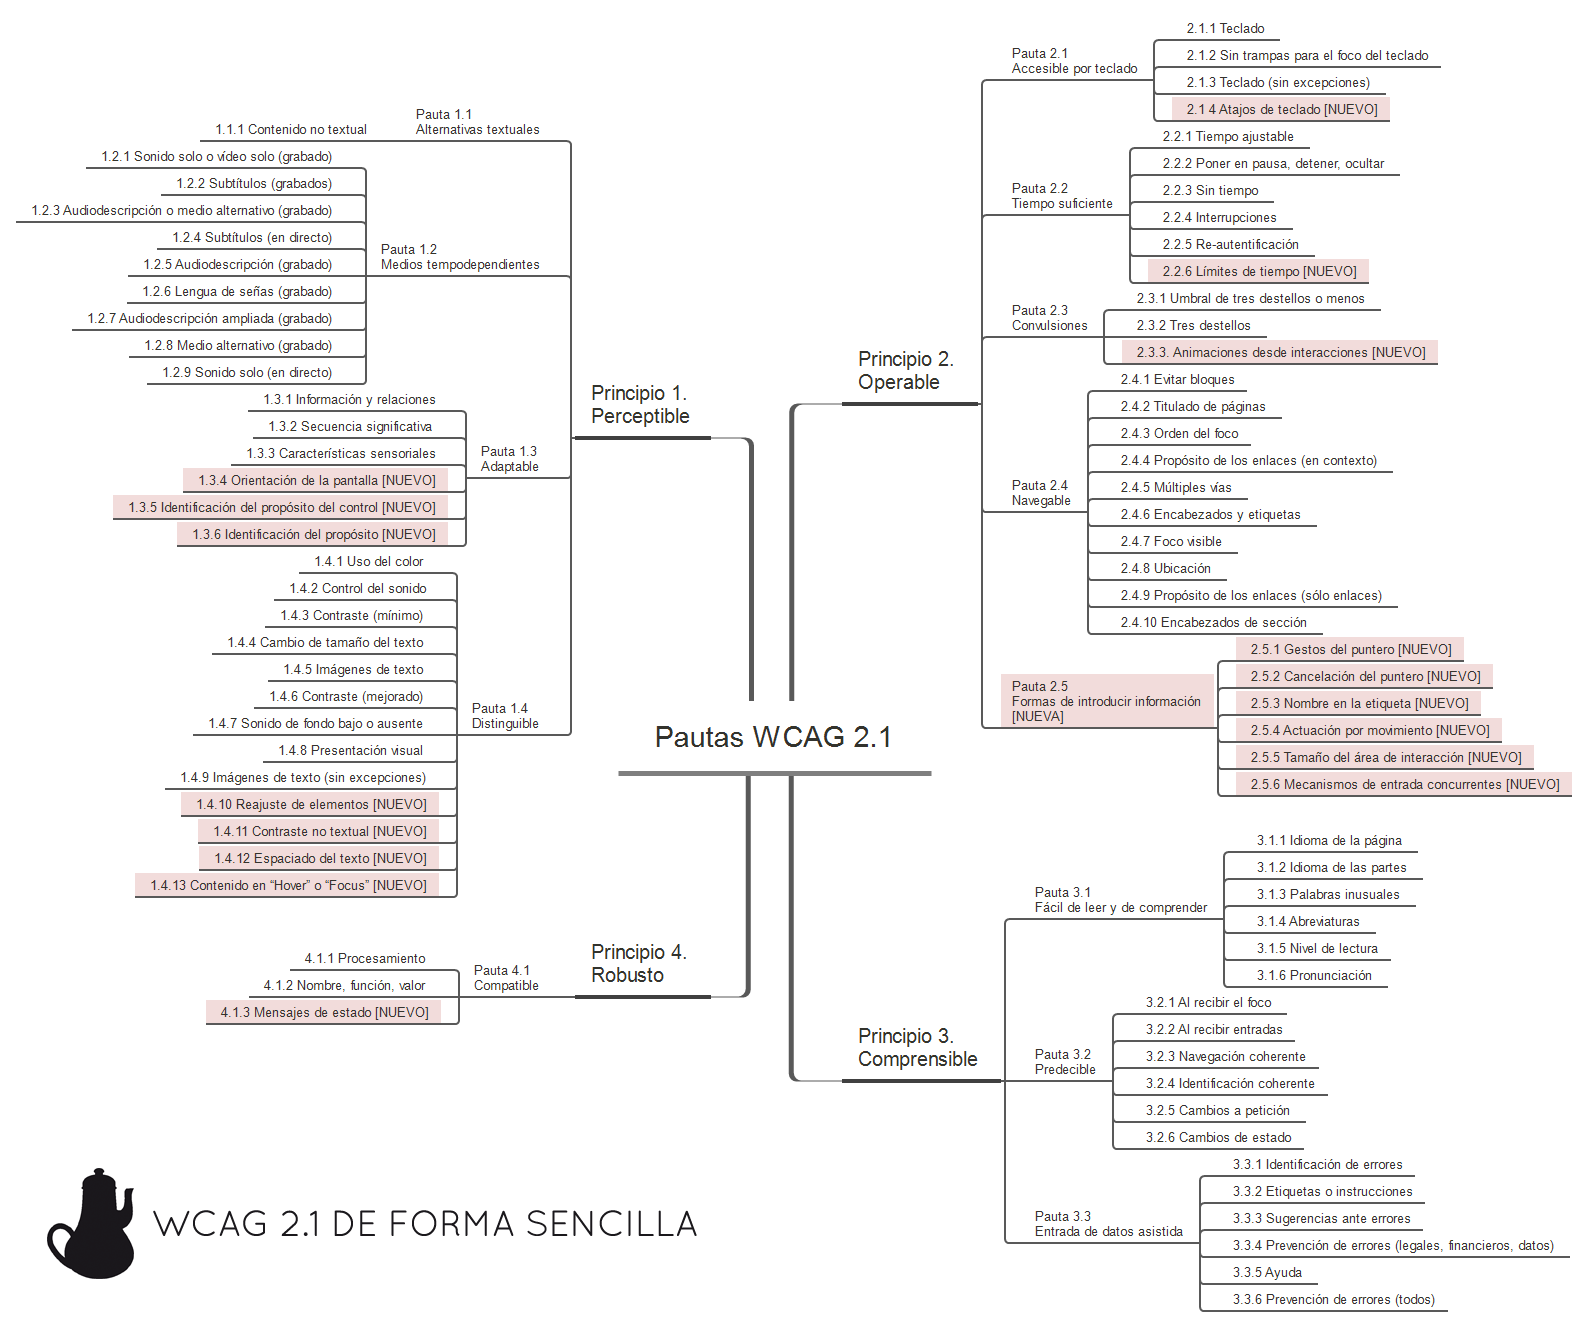 Pautas WCAG 2.1
Principio 1.
Perceptible
Pauta 1.1
Alternativas textuales
1.1.1 Contenido no textual
Pauta 1.2
Medios tempodependientes
1.2.1 Sonido solo o vídeo solo (grabado)
1.2.2 Subtítulos (grabados)
1.2.3 Audiodescripción o medio alternativo (grabado)
1.2.4 Subtítulos (en directo)
1.2.5 Audiodescripción (grabado)
1.2.6 Lengua de señas (grabado)
1.2.7 Audiodescripción ampliada (grabado)
1.2.8 Medio alternativo (grabado)
1.2.9 Sonido solo (en directo)
Pauta 1.3
Adaptable
1.3.1 Información y relaciones
1.3.2 Secuencia significativa
1.3.3 Características sensoriales
1.3.4 Orientación de la pantalla [NUEVO]
1.3.5 Identificación del propósito del control [NUEVO]
1.3.6 Identificación del propósito [NUEVO]
Pauta 1.4
Distinguible
1.4.1 Uso del color
1.4.2 Control del sonido
1.4.3 Contraste (mínimo)
1.4.4 Cambio de tamaño del texto
1.4.5 Imágenes de texto
1.4.6 Contraste (mejorado)
1.4.7 Sonido de fondo bajo o ausente
1.4.8 Presentación visual
1.4.9 Imágenes de texto (sin excepciones)
1.4.10 Reajuste de elementos [NUEVO]
1.4.11 Contraste no textual [NUEVO]
1.4.12 Espaciado del texto [NUEVO]
1.4.13 Contenido en “Hover” o “Focus” [NUEVO]
Principio 2.
Operable
Pauta 2.1
Accesible por teclado
2.1.1 Teclado
2.1.2 Sin trampas para el foco del teclado
2.1.3 Teclado (sin excepciones)
2.1 4 Atajos de teclado [NUEVO]
Pauta 2.2
Tiempo suficiente
2.2.1 Tiempo ajustable
2.2.2 Poner en pausa, detener, ocultar
2.2.3 Sin tiempo
2.2.4 Interrupciones
2.2.5 Re-autentificación
2.2.6 Límites de tiempo [NUEVO]
Pauta 2.3
Convulsiones
2.3.1 Umbral de tres destellos o menos
2.3.2 Tres destellos
2.3.3. Animaciones desde interacciones [NUEVO]
Pauta 2.4
Navegable
2.4.1 Evitar bloques
2.4.2 Titulado de páginas
2.4.3 Orden del foco
2.4.4 Propósito de los enlaces (en contexto)
2.4.5 Múltiples vías
2.4.6 Encabezados y etiquetas
2.4.7 Foco visible
2.4.8 Ubicación
2.4.9 Propósito de los enlaces (sólo enlaces)
2.4.10 Encabezados de sección
Pauta 2.5
Formas de introducir información
[NUEVA]
2.5.1 Gestos del puntero [NUEVO]
2.5.2 Cancelación del puntero [NUEVO]
2.5.3 Nombre en la etiqueta [NUEVO]
2.5.4 Actuación por movimiento [NUEVO]
2.5.5 Tamaño del área de interacción [NUEVO]
2.5.6 Mecanismos de entrada concurrentes [NUEVO]
Principio 3.
Comprensible
Pauta 3.1
Fácil de leer y de comprender
3.1.1 Idioma de la página
3.1.2 Idioma de las partes
3.1.3 Palabras inusuales
3.1.4 Abreviaturas
3.1.5 Nivel de lectura
3.1.6 Pronunciación
Pauta 3.2
Predecible
3.2.1 Al recibir el foco
3.2.2 Al recibir entradas
3.2.3 Navegación coherente
3.2.4 Identificación coherente
3.2.5 Cambios a petición
3.2.6 Cambios de estado
Pauta 3.3
Entrada de datos asistida
3.3.1 Identificación de errores
3.3.2 Etiquetas o instrucciones
3.3.3 Sugerencias ante errores
3.3.4 Prevención de errores (legales, financieros, datos)
3.3.5 Ayuda
3.3.6 Prevención de errores (todos)
Principio 4.
Robusto
Pauta 4.1
Compatible
4.1.1 Procesamiento
4.1.2 Nombre, función, valor
4.1.3 Mensajes de estado [NUEVO]
WCAG 2.1 DE FORMA SENCILLA